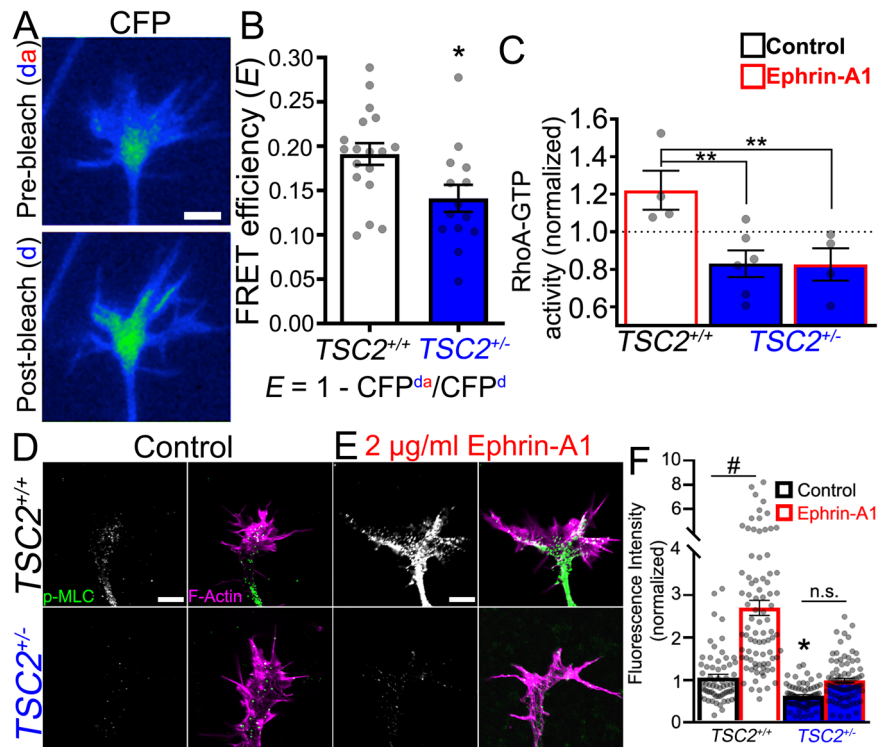 A
CFP
Pre-bleach (da)
Post-bleach (d)
B
FRET efficiency (E)
0.30
0.25
0.20
0.15
0.10
0.05
0.00
*
TSC2+/+ TSC2+/-
E = 1 - CFPda/CFPd
C
Control
Ephrin-A1
RhoA-GTP
activity (normalized)
1.6
1.4
1.2
1.0
0.8
0.6
**
**
TSC2+/+ TSC2+/-
D Control
E 2 µg/ml Ephrin-A1
TSC2+/+
p-MLC
F-Actin
TSC2+/-
F
Fluorescence Intensity
(normalized)
10
8
6
4
3
2
1
0
#
Control
Ephrin-A1
n.s.
*
TSC2+/+ TSC2+/-